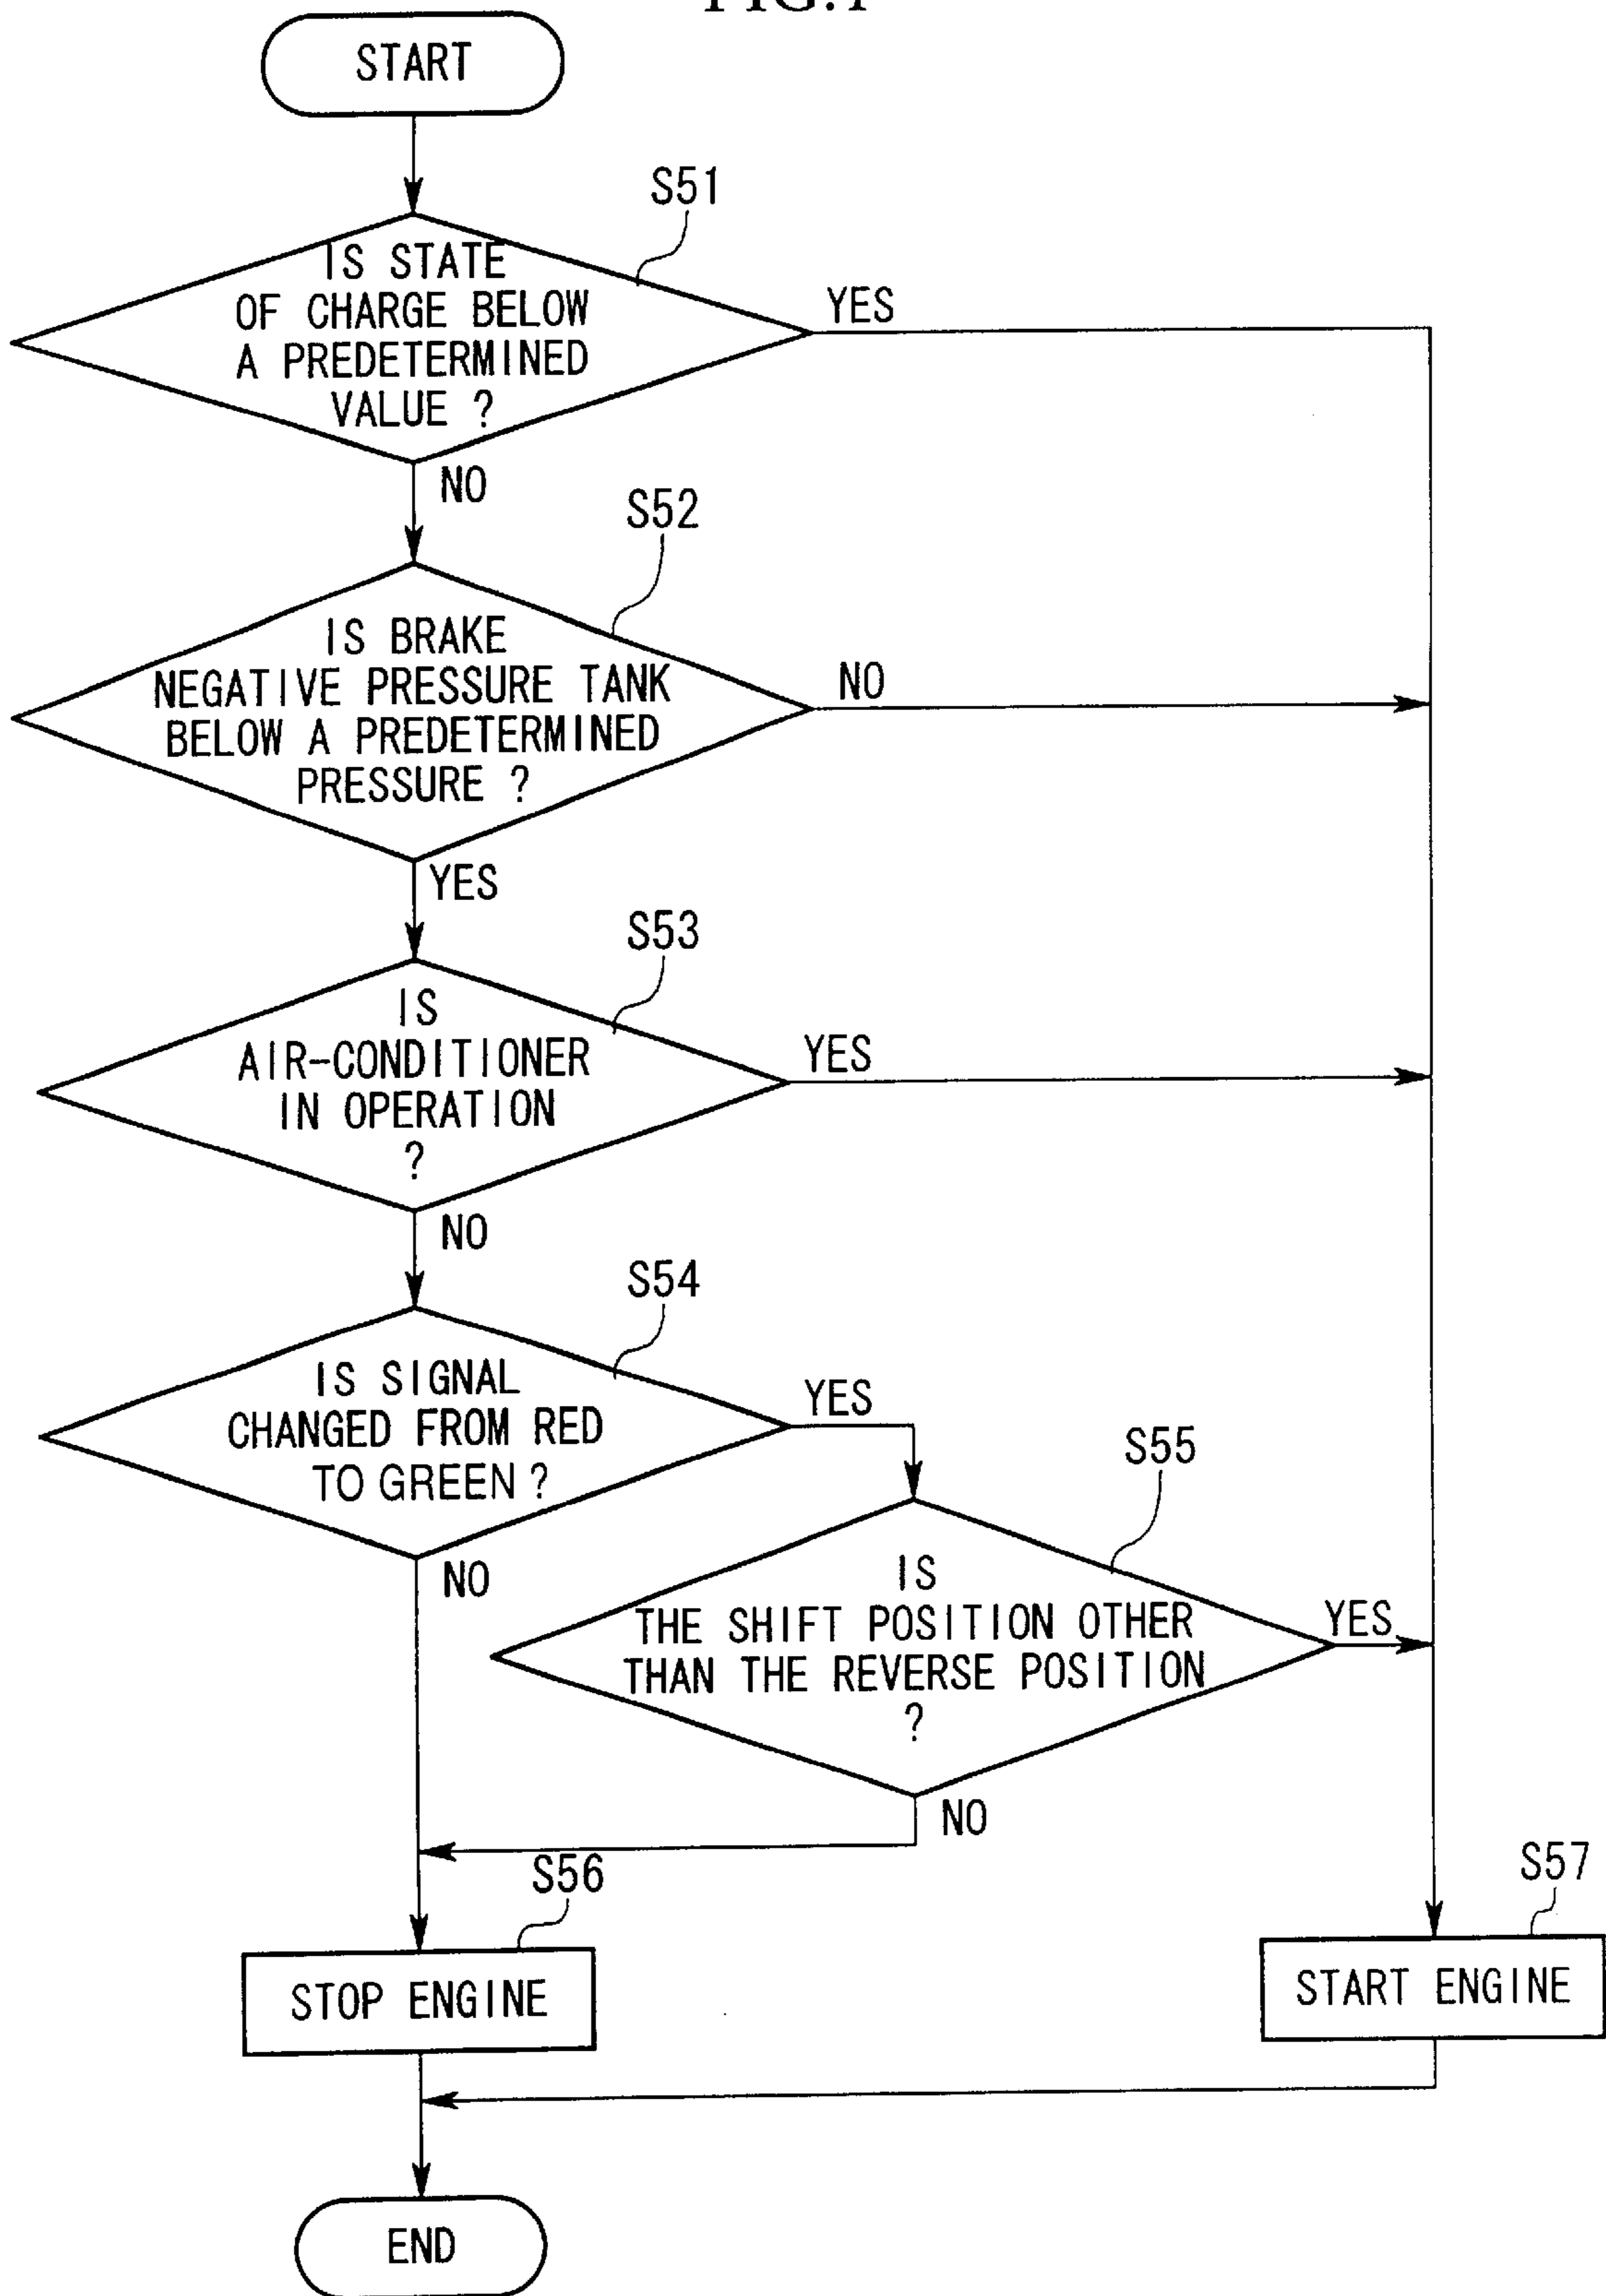 FIG.1
START
S51
IS STATE
OF CHARGE BELOW
A PREDETERMINED
VALUE ?
YES
NO
S52
IS BRAKE
NEGATIVE PRESSURE TANK
BELOW A PREDETERMINED
PRESSURE ?
NO
YES
S53
IS
AIR-CONDITIONER
IN OPERATION
?
YES
NO
S54
IS SIGNAL
CHANGED FROM RED
TO GREEN ?
YES
NO
S55
IS
THE SHIFT POSITION OTHER
THAN THE REVERSE POSITION
?
YES
NO
S56
STOP ENGINE
S57
START ENGINE
END